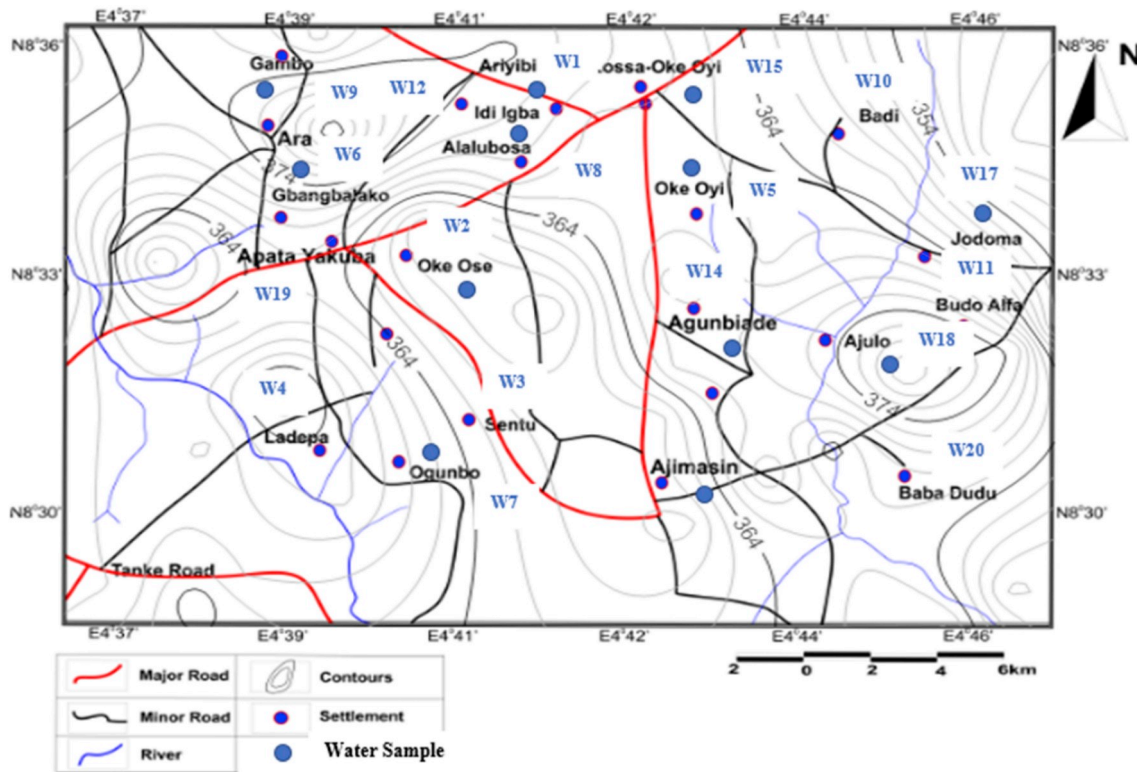 E4°37' E4°39' E4°41' E4°42' E4°44' E4°46'
N8°36' N8°36'
N
Gambo Ariyibi W1 .ossa-Oke Oyi W15
W9 W12 W10
Idi Igba 364 354 Badi
Ara
W6 Alalubosa
374 W8 W17
Gbangbalako Oke Oyi W5
W2 364
364 Jodoma
Apata Yakuba
N8°33' Oke Ose W14 W11 N8°33'
W19 Budo Alfa
Agunbiade Ajulo W18
364
W4 W3 374
Sentu
Ladepa W20
Ogunbo Ajimasin
W7 Baba Dudu
N8°30' N8°30'
364
Tanke Road
E4°37' E4°39' E4°41' E4°42' E4°44' E4°46'
2 0 2 4 6km
Major Road Contours
Minor Road Settlement
River Water Sample